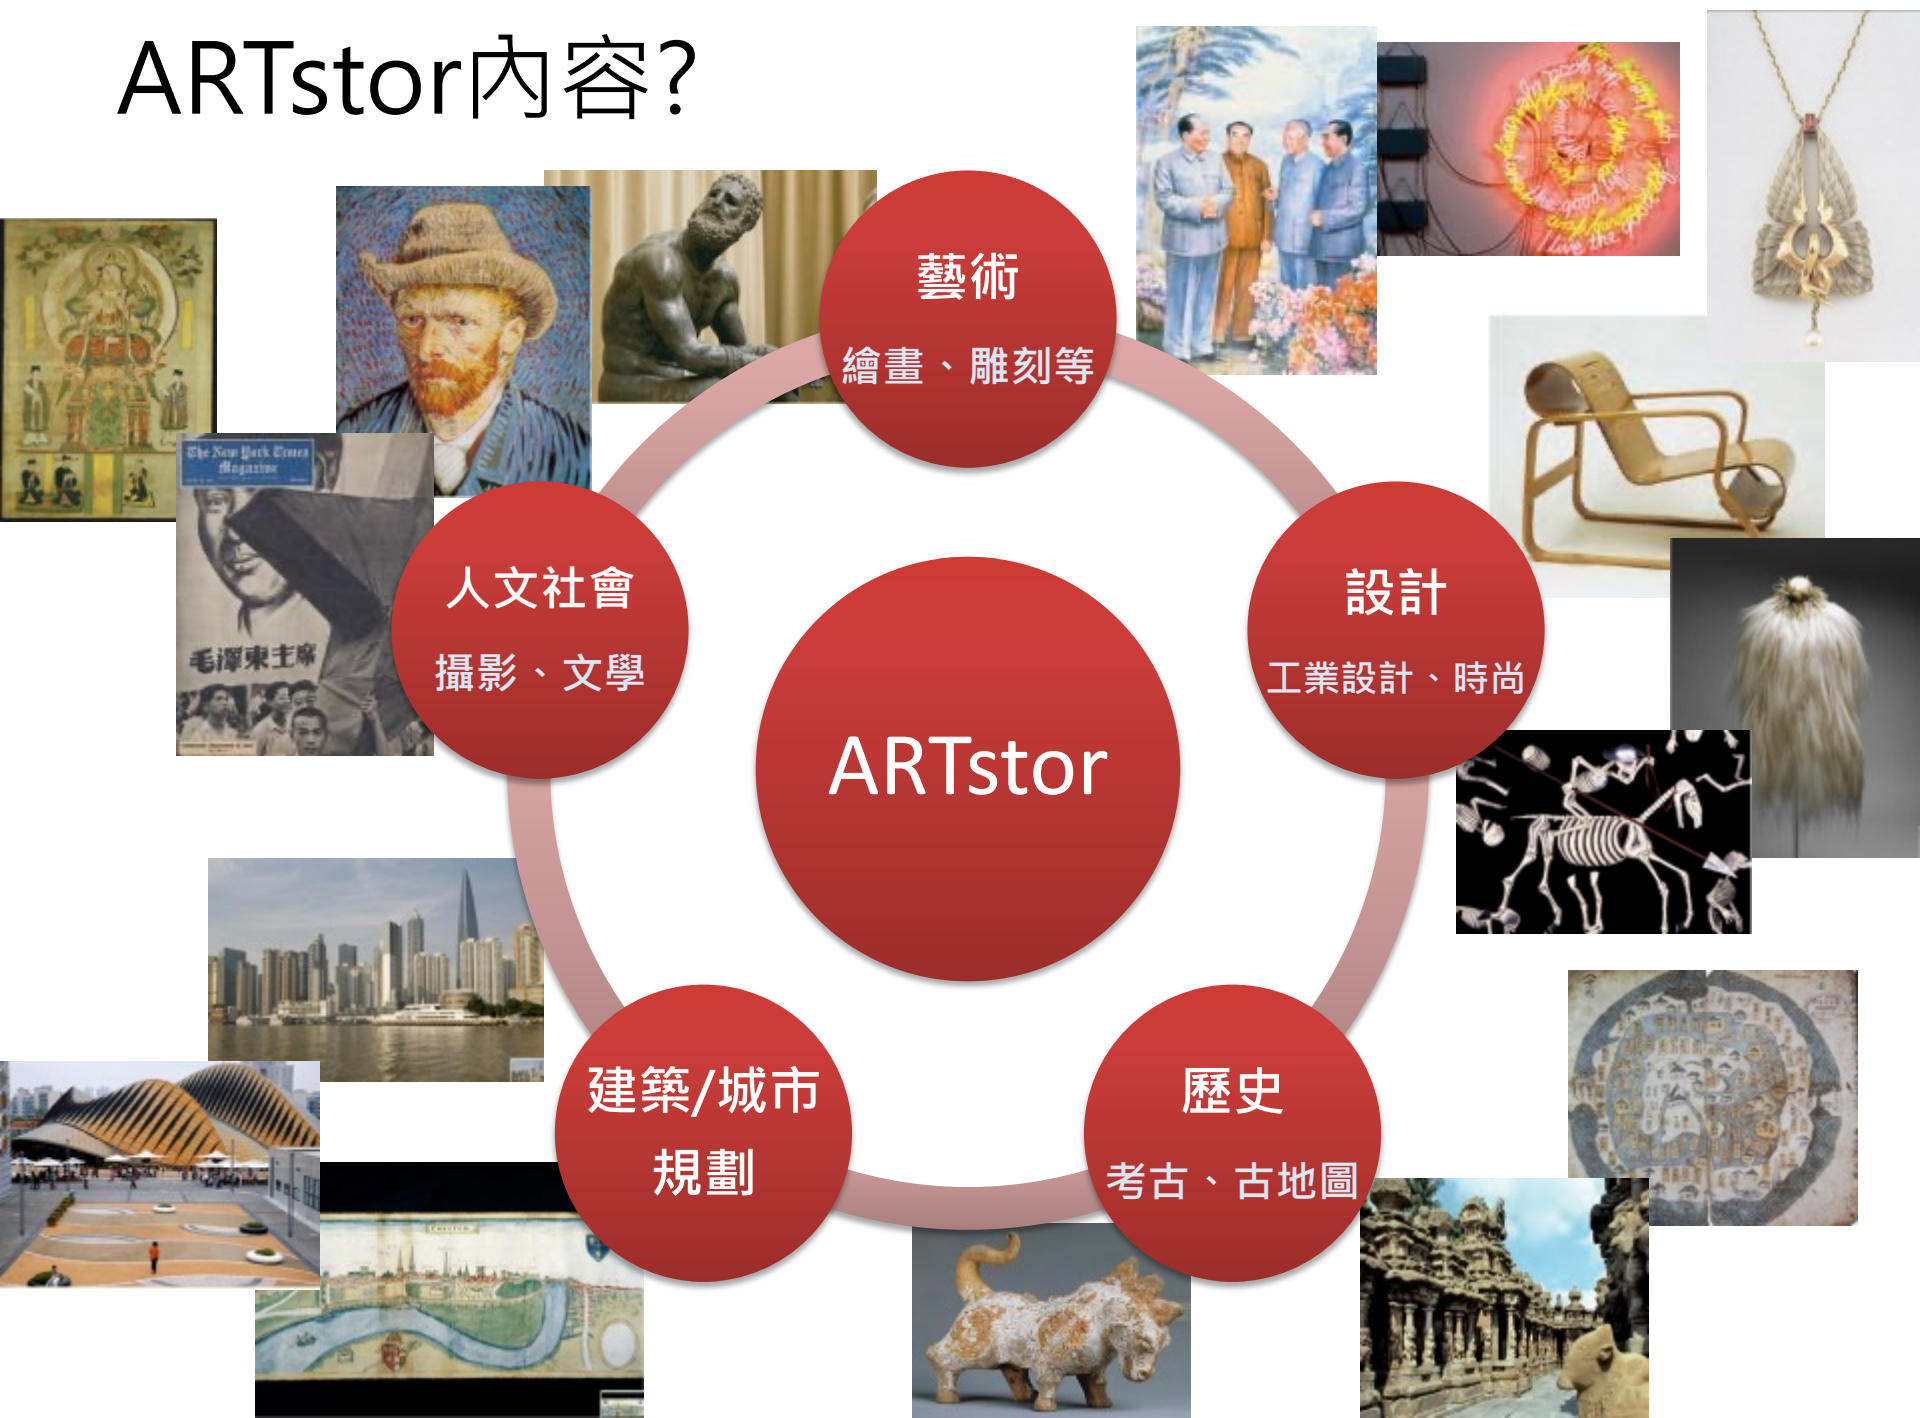 ARTstor內容?
藝術
繪畫、雕刻等
The New York Times
Magazine
毛澤東主席
人文社會
攝影、文學
設計
工業設計、時尚
ARTstor
建築/城市
規劃
歷史
考古、古地圖